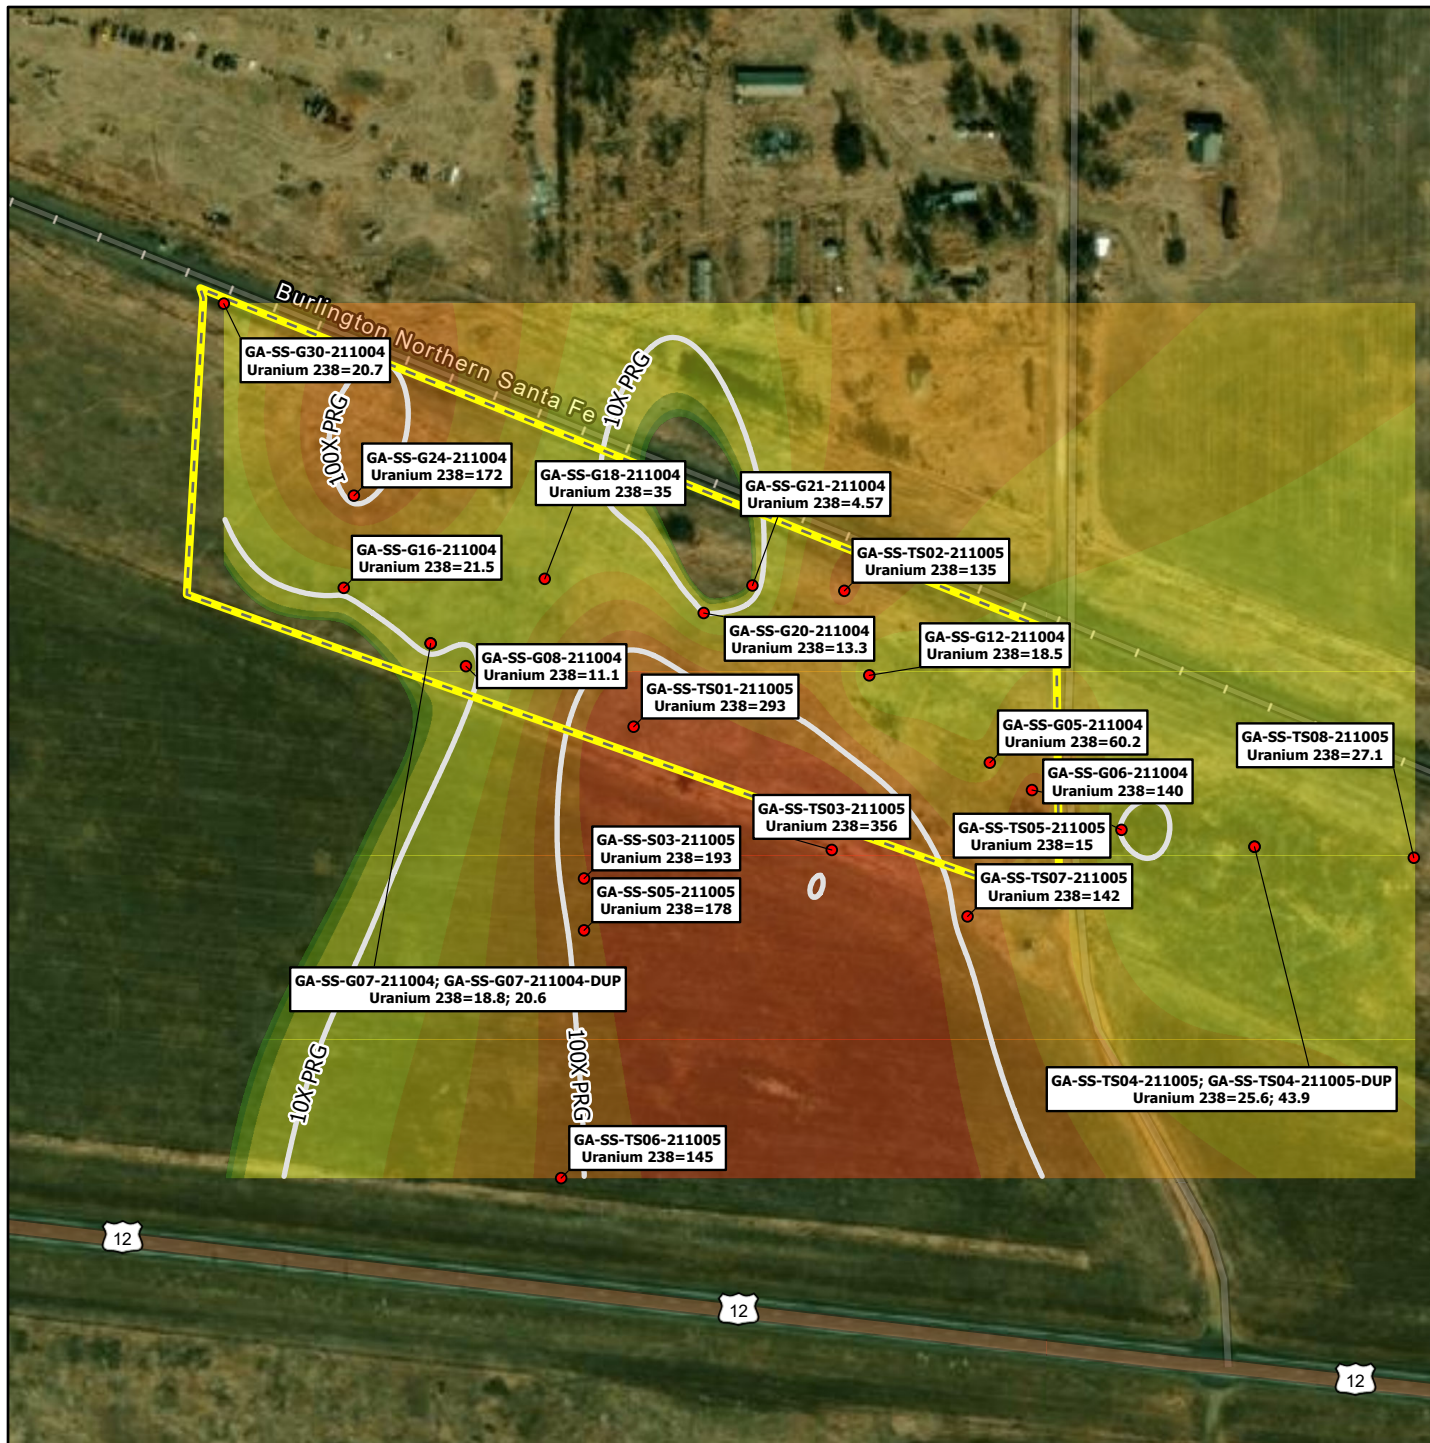 Burlington Northern Santa Fe
GA-SS-G30-211004
Uranium 238=20.7
10X PRG
100X PRG
GA-SS-G24-211004
Uranium 238=172
GA-SS-G18-211004
Uranium 238=35
GA-SS-G21-211004
Uranium 238=4.57
GA-SS-G16-211004
Uranium 238=21.5
GA-SS-TS02-211005
Uranium 238=135
GA-SS-G20-211004
Uranium 238=13.3
GA-SS-G12-211004
Uranium 238=18.5
GA-SS-G08-211004
Uranium 238=11.1
GA-SS-TS01-211005
Uranium 238=293
GA-SS-G05-211004
Uranium 238=60.2
GA-SS-TS08-211005
Uranium 238=27.1
GA-SS-G06-211004
Uranium 238=140
GA-SS-TS03-211005
Uranium 238=356
GA-SS-TS05-211005
Uranium 238=15
GA-SS-S03-211005
Uranium 238=193
GA-SS-S05-211005
Uranium 238=178
GA-SS-TS07-211005
Uranium 238=142
GA-SS-G07-211004; GA-SS-G07-211004-DUP
Uranium 238=18.8; 20.6
10X PRG
100X PRG
GA-SS-TS04-211005; GA-SS-TS04-211005-DUP
Uranium 238=25.6; 43.9
GA-SS-TS06-211005
Uranium 238=145
12
12
12